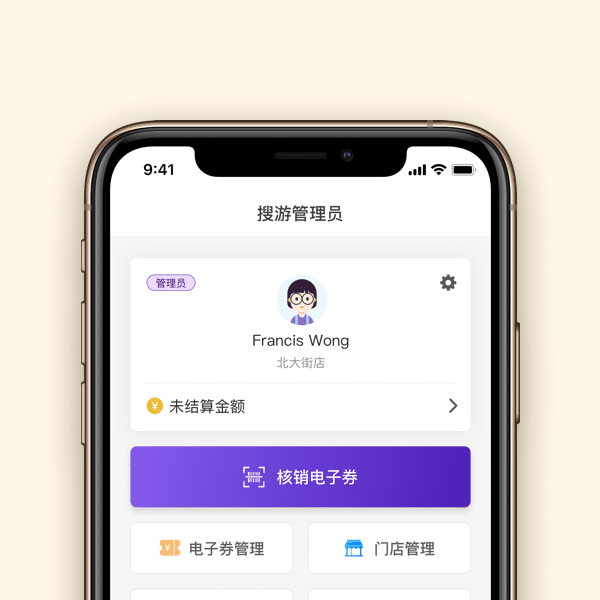 9:41
搜游管理员
管理员
Francis Wong
北大街店
¥ 未结算金额
核销电子券
¥ 电子券管理
门店管理